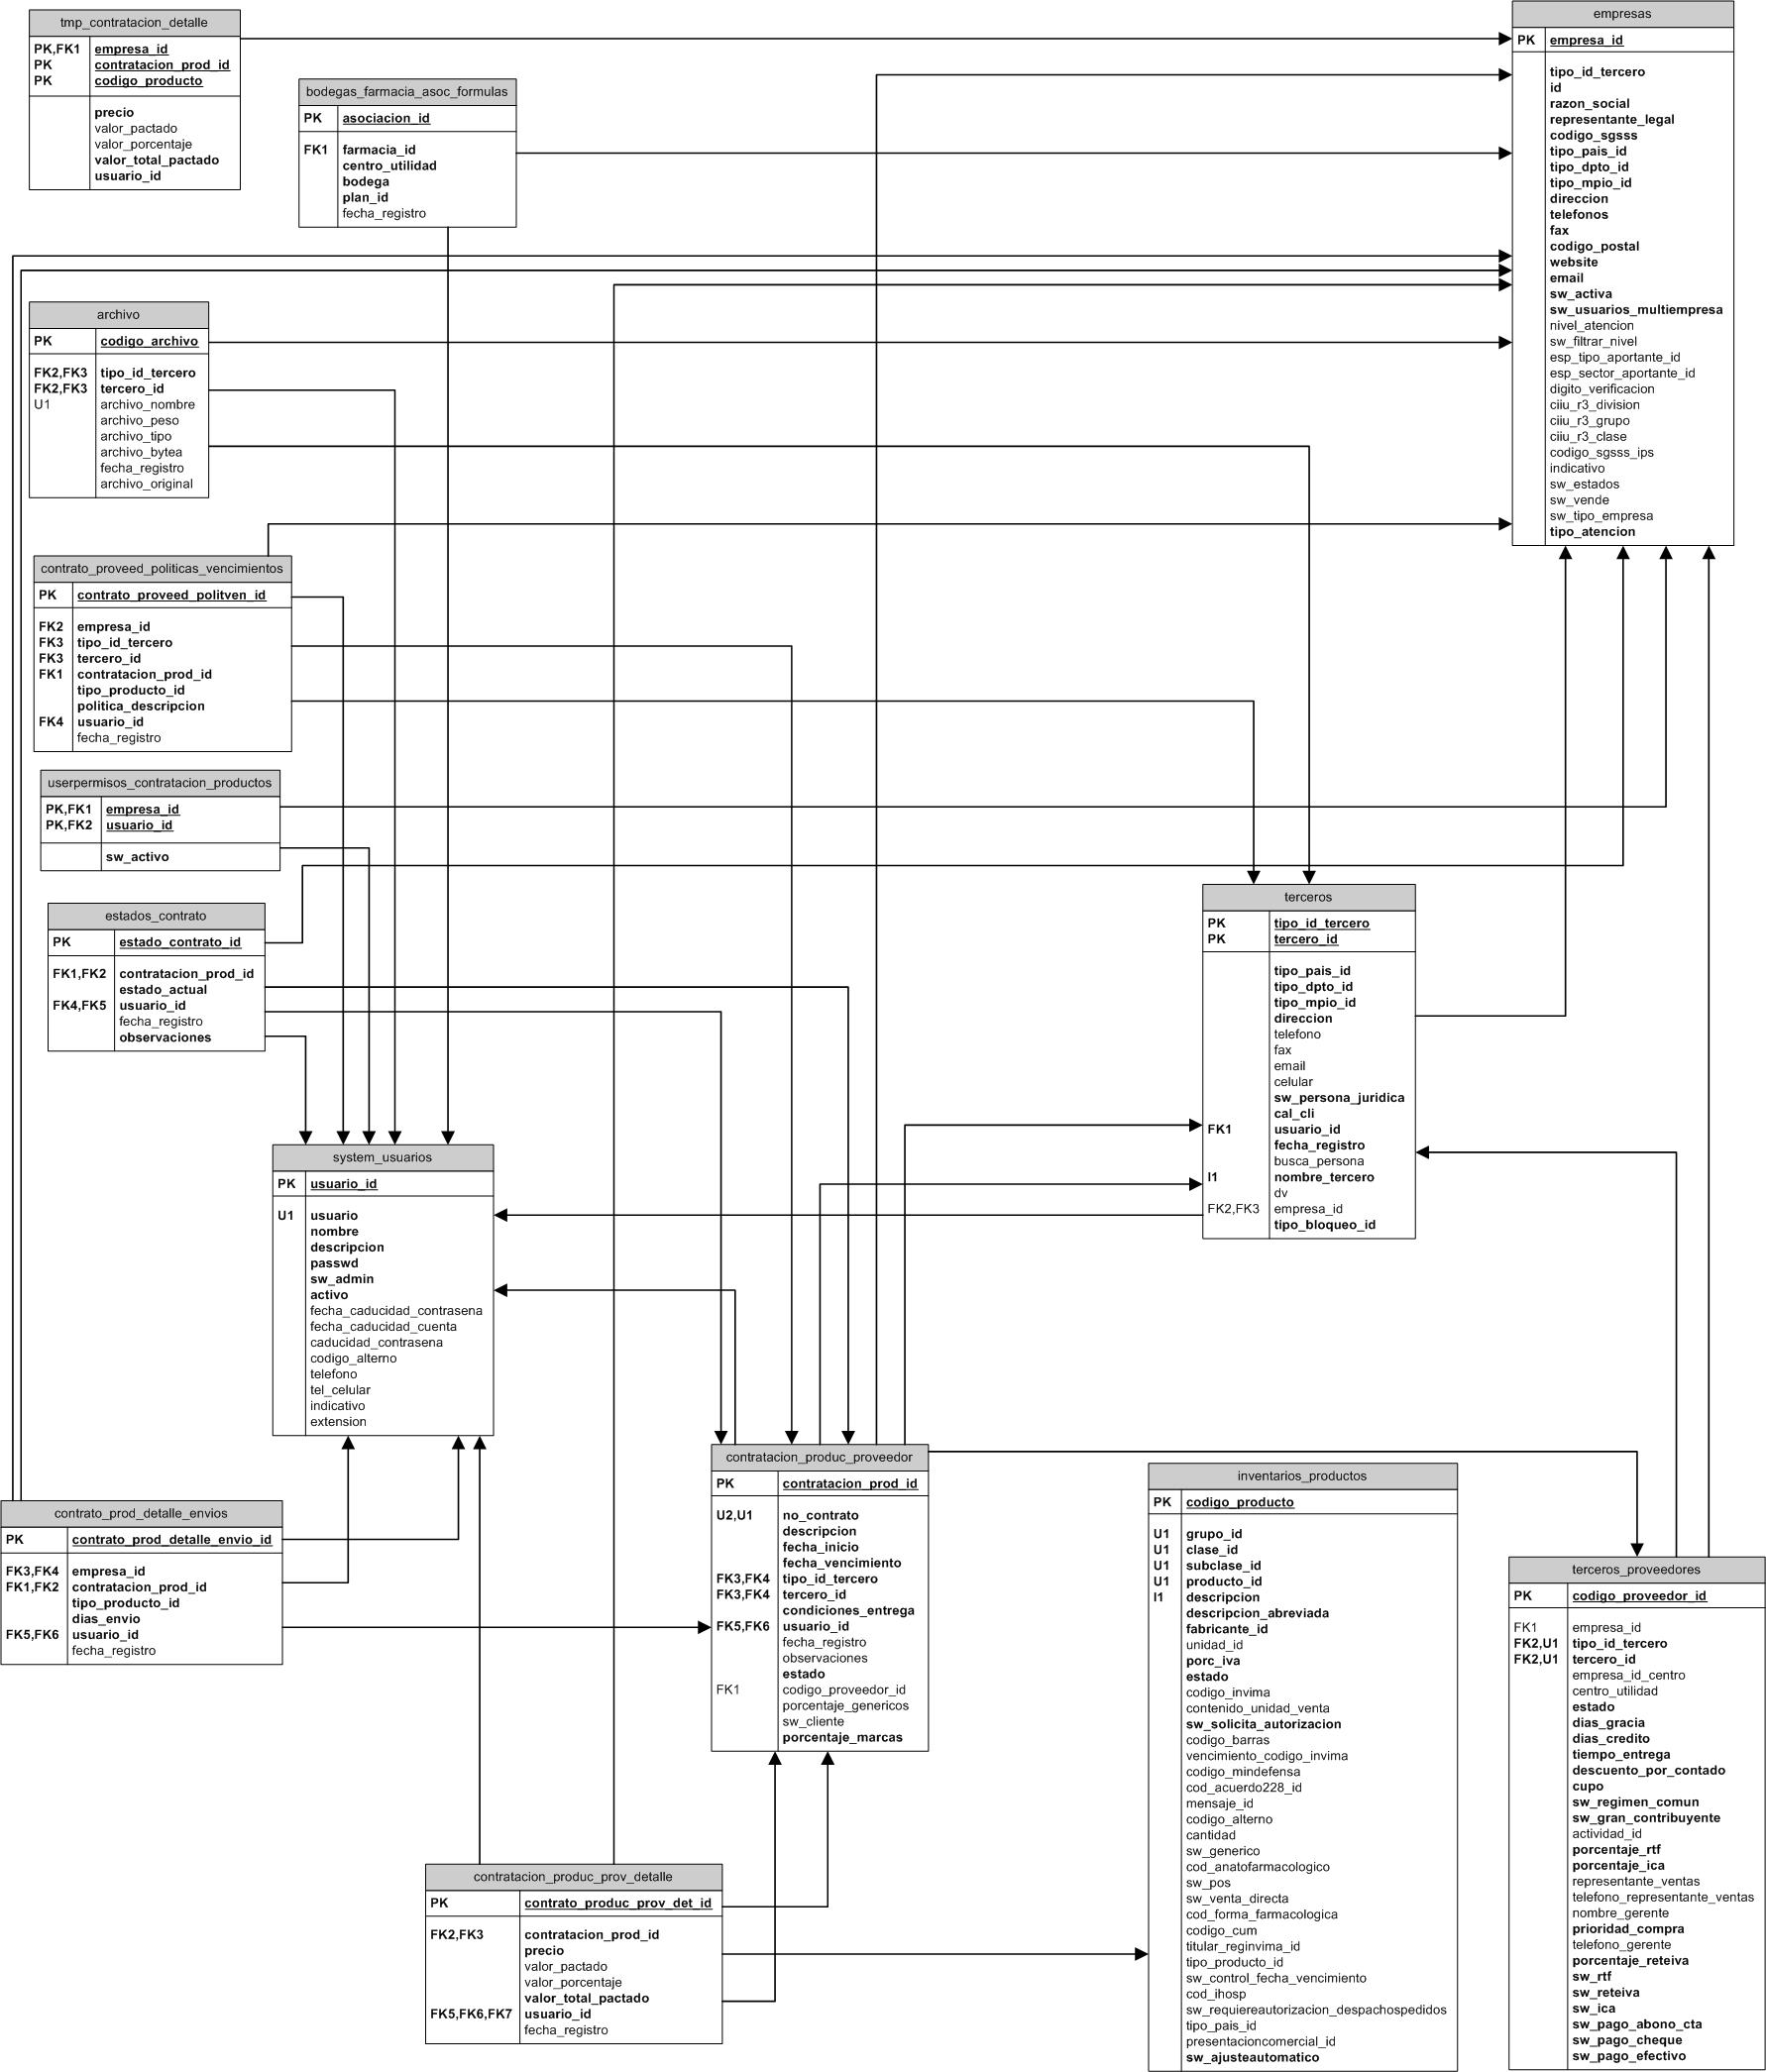 tmp_contratacion_detalle
PK,FK1 empresa_id
PK contratacion_prod_id
PK codigo_producto
precio
valor_pactado
valor_porcentaje
valor_total_pactado
usuario_id
bodegas_farmacia_asoc_formulas
PK asociacion_id
FK1 farmacia_id
centro_utilidad
bodega
plan_id
fecha_registro
empresas
PK empresa_id
tipo_id_tercero
id
razon_social
representante_legal
codigo_sgsss
tipo_pais_id
tipo_dpto_id
tipo_mpio_id
direccion
telefonos
fax
codigo_postal
website
email
sw_activa
sw_usuarios_multiempresa
nivel_atencion
sw_filtrar_nivel
esp_tipo_aportante_id
esp_sector_aportante_id
digito_verificacion
ciiu_r3_division
ciiu_r3_grupo
ciiu_r3_clase
codigo_sgsss_ips
indicativo
sw_estados
sw_vende
sw_tipo_empresa
tipo_atencion
archivo
PK codigo_archivo
FK2,FK3 tipo_id_tercero
FK2,FK3 tercero_id
U1 archivo_nombre
archivo_peso
archivo_tipo
archivo_bytea
fecha_registro
archivo_original
contrato_proveed_politicas_vencimientos
PK contrato_proveed_politven_id
FK2 empresa_id
FK3 tipo_id_tercero
FK3 tercero_id
FK1 contratacion_prod_id
tipo_producto_id
politica_descripcion
FK4 usuario_id
fecha_registro
userpermisos_contratacion_productos
PK,FK1 empresa_id
PK,FK2 usuario_id
sw_activo
estados_contrato
PK estado_contrato_id
FK1,FK2 contratacion_prod_id
estado_actual
FK4,FK5 usuario_id
fecha_registro
observaciones
terceros
PK tipo_id_tercero
PK tercero_id
tipo_pais_id
tipo_dpto_id
tipo_mpio_id
direccion
telefono
fax
email
celular
sw_persona_juridica
cal_cli
FK1 usuario_id
fecha_registro
busca_persona
I1 nombre_tercero
dv
FK2,FK3 empresa_id
tipo_bloqueo_id
system_usuarios
PK usuario_id
U1 usuario
nombre
descripcion
passwd
sw_admin
activo
fecha_caducidad_contrasena
fecha_caducidad_cuenta
caducidad_contrasena
codigo_alterno
telefono
tel_celular
indicativo
extension
contrato_prod_detalle_envios
PK contrato_prod_detalle_envio_id
FK3,FK4 empresa_id
FK1,FK2 contratacion_prod_id
tipo_producto_id
dias_envio
FK5,FK6 usuario_id
fecha_registro
contratacion_produc_proveedor
PK contratacion_prod_id
U2,U1 no_contrato
descripcion
fecha_inicio
fecha_vencimiento
FK3,FK4 tipo_id_tercero
FK3,FK4 tercero_id
condiciones_entrega
FK5,FK6 usuario_id
fecha_registro
observaciones
estado
FK1 codigo_proveedor_id
porcentaje_genericos
sw_cliente
porcentaje_marcas
inventarios_productos
PK codigo_producto
U1 grupo_id
U1 clase_id
U1 subclase_id
U1 producto_id
I1 descripcion
descripcion_abreviada
fabricante_id
unidad_id
porc_iva
estado
codigo_invima
contenido_unidad_venta
sw_solicita_autorizacion
codigo_barras
vencimiento_codigo_invima
codigo_mindefensa
cod_acuerdo228_id
mensaje_id
codigo_alterno
cantidad
sw_generico
cod_anatofarmacologico
sw_pos
sw_venta_directa
cod_forma_farmacologica
codigo_cum
titular_reginvima_id
tipo_producto_id
sw_control_fecha_vencimiento
cod_ihosp
sw_requiereautorizacion_despachospedidos
tipo_pais_id
presentacioncomercial_id
sw_ajusteautomatico
terceros_proveedores
PK codigo_proveedor_id
FK1 empresa_id
FK2,U1 tipo_id_tercero
FK2,U1 tercero_id
empresa_id_centro
centro_utilidad
estado
dias_gracia
dias_credito
tiempo_entrega
descuento_por_contado
cupo
sw_regimen_comun
sw_gran_contribuyente
actividad_id
porcentaje_rtf
porcentaje_ica
representante_ventas
telefono_representante_ventas
nombre_gerente
prioridad_compra
telefono_gerente
porcentaje_reteiva
sw_rtf
sw_reteiva
sw_ica
sw_pago_abono_cta
sw_pago_cheque
sw_pago_efectivo
contratacion_produc_prov_detalle
PK contrato_produc_prov_det_id
FK2,FK3 contratacion_prod_id
precio
valor_pactado
valor_porcentaje
valor_total_pactado
FK5,FK6,FK7 usuario_id
fecha_registro